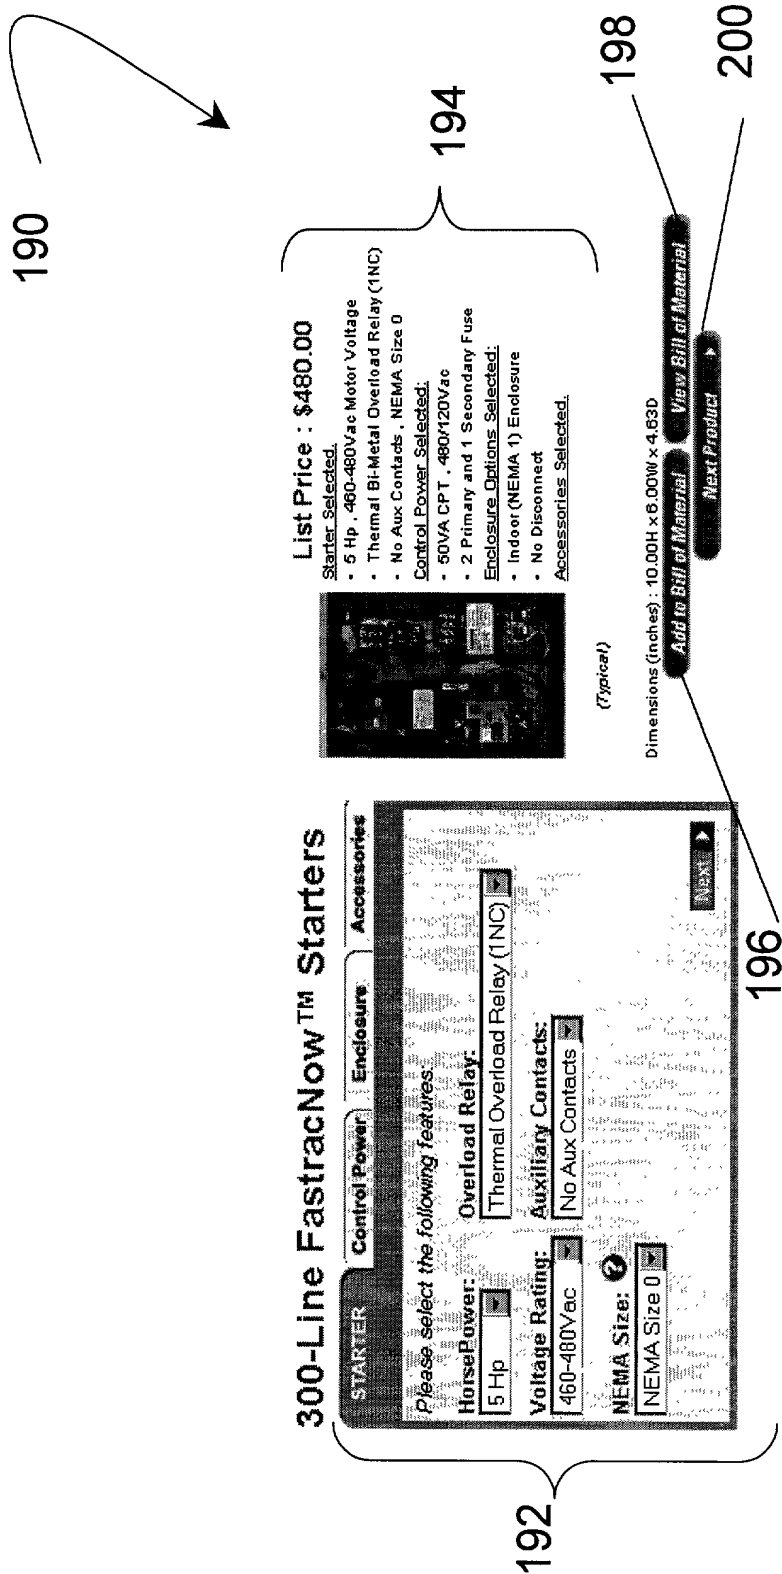 190
300-Line FastracNow™ Starters
STARTER
Control Power
Enclosure
Accessories
Please select the following features:
HorsePower:
Overload Relay:
5 Hp
Thermal Overload Relay (1NC)
Voltage Rating:
Auxiliary Contacts:
460-480Vac
No Aux Contacts
NEMA Size: ?
NEMA Size 0
Next
192
List Price : $480.00
Starter Selected.
• 5 Hp , 460-480Vac Motor Voltage
• Thermal Bi-Metal Overload Relay (1NC)
• No Aux Contacts , NEMA Size 0
Control Power Selected:
• 50VA CPT , 480/120Vac
• 2 Primary and 1 Secondary Fuse
Enclosure Options Selected:
• Indoor (NEMA 1) Enclosure
• No Disconnect
Accessories Selected.
(Typical)
194
Dimensions (inches) : 10.00H x 6.00W x 4.63D
Add to Bill of Material
View Bill of Material
Next Product
196
198
200